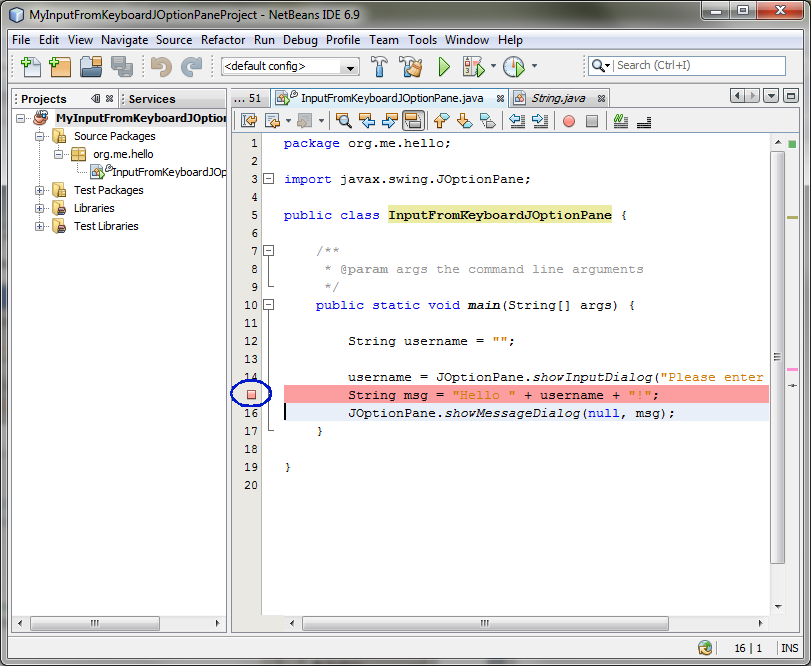 MyInputFromKeyboardJOptionPaneProject - NetBeans IDE 6.9
File Edit View Navigate Source Refactor Run Debug Profile Team Tools Window Help
<default config>
Search (Ctrl+I)
Projects
Services
... 51
InputFromKeyboardJOptionPane.java
String.java
MyInputFromKeyboardJOption
Source Packages
org.me.hello
InputFromKeyboardJOp
Test Packages
Libraries
Test Libraries
1 package org.me.hello;
2
3 import javax.swing.JOptionPane;
4
5 public class InputFromKeyboardJOptionPane {
6
7 /**
8 * @param args the command line arguments
9 */
10 public static void main(String[] args) {
11
12 String username = "";
13
14 username = JOptionPane.showInputDialog("Please enter
String msg = "Hello " + username + "!";
16 JOptionPane.showMessageDialog(null, msg);
17 }
18
19 }
20
16 | 1 INS